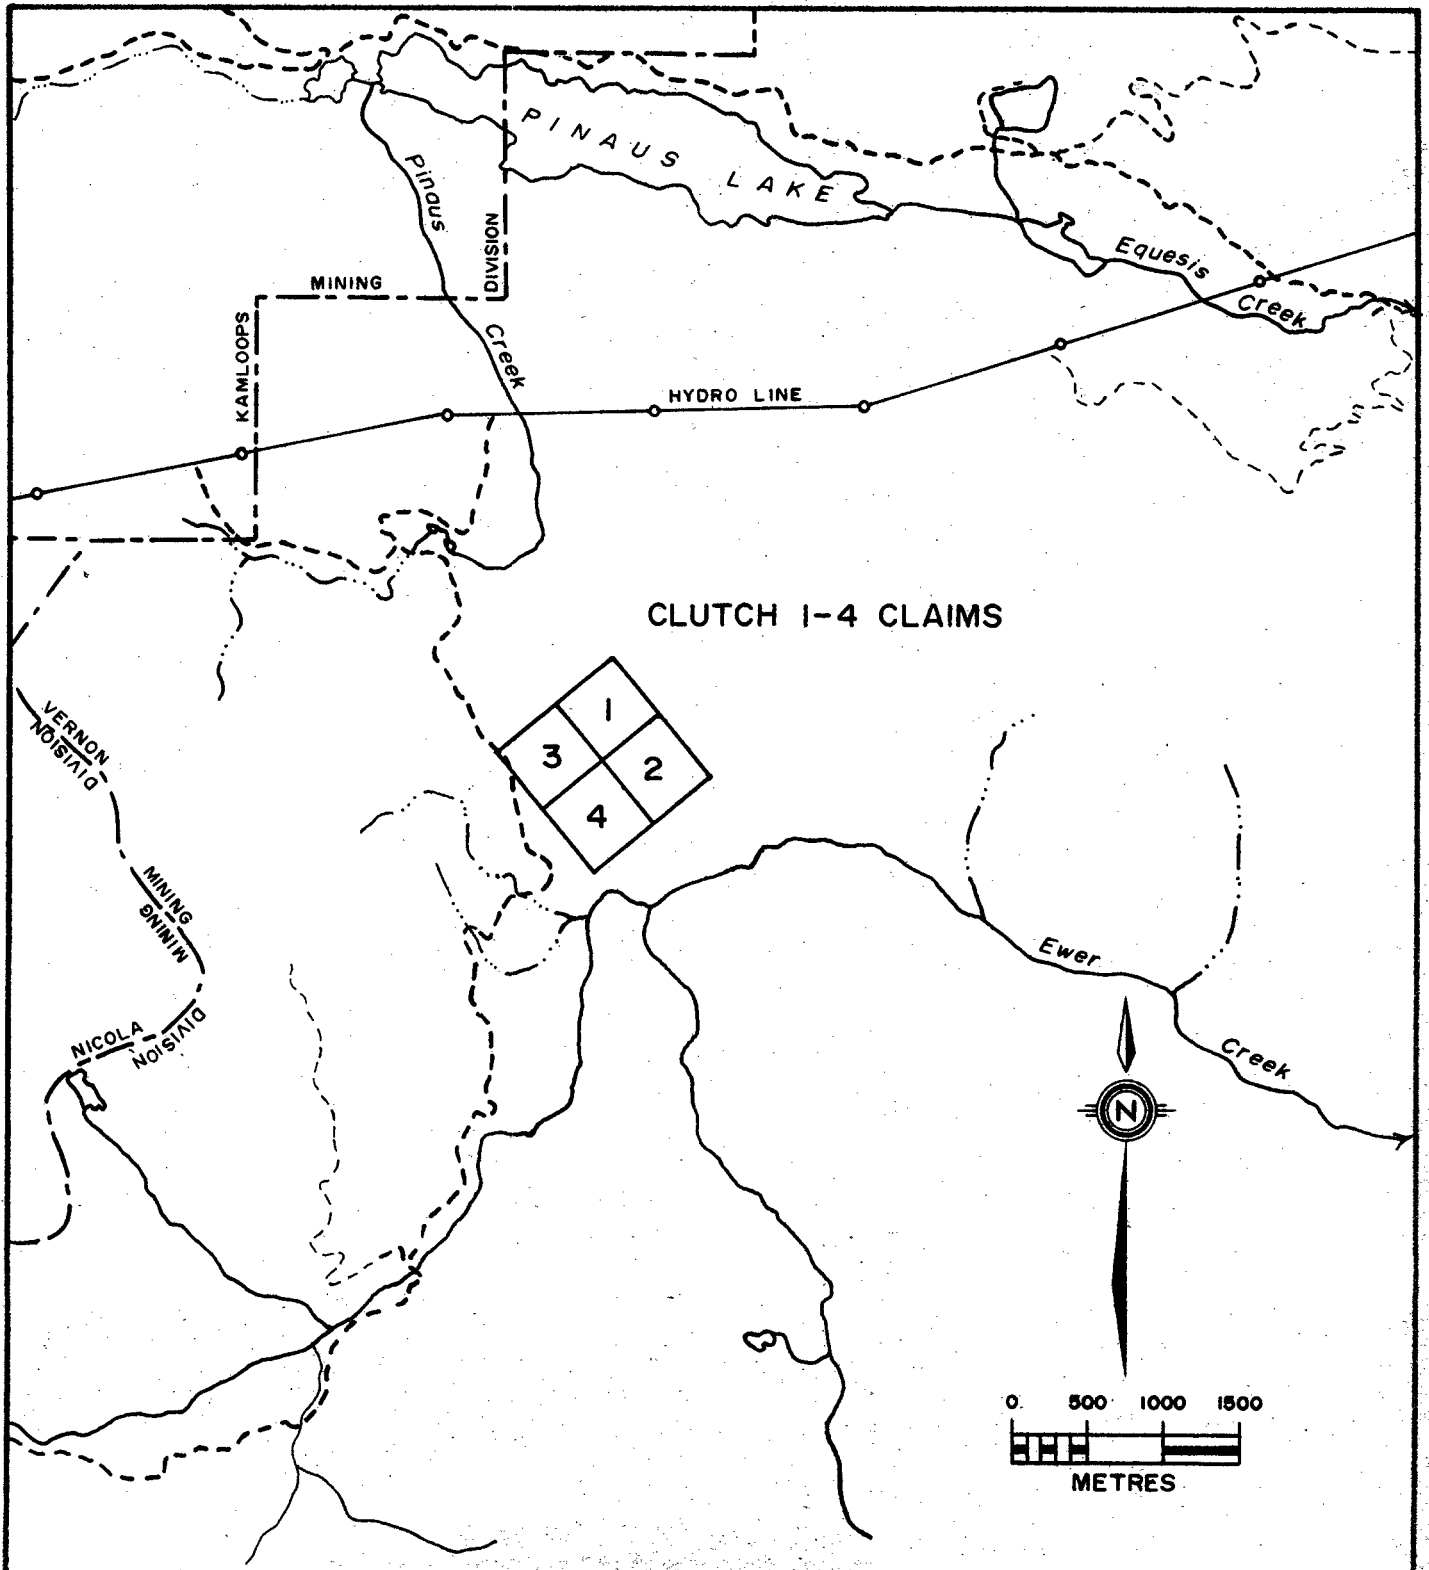 PINAUS LAKE
Pinaus
Creek
Equesis
Creek
MINING
DIVISION
KAMLOOPS
HYDRO LINE
CLUTCH 1-4 CLAIMS
1
3
2
4
VERNON
DIVISION
MINING
MINING
NICOLA
DIVISION
Ewer
Creek
N
0 500 1000 1500
METRES